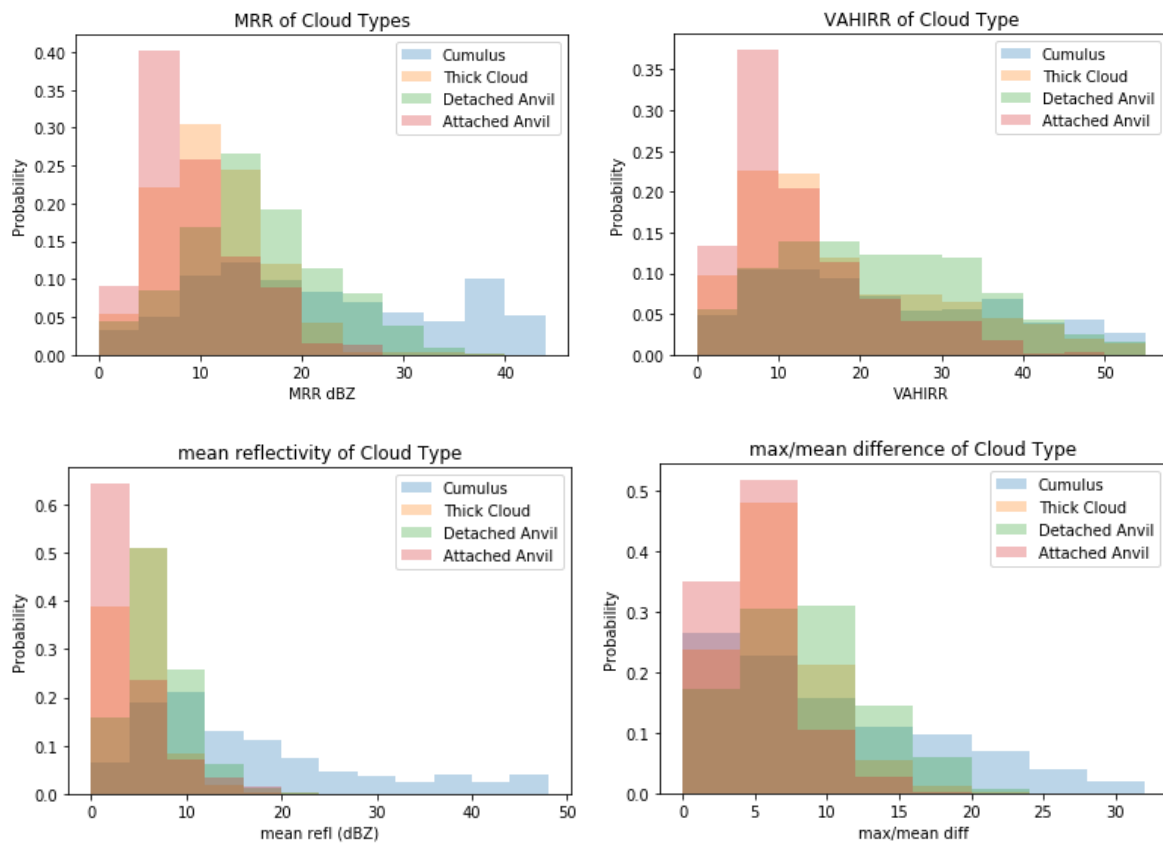 MRR of Cloud Types
0.40
0.35
0.30
0.25
0.20
0.15
0.10
0.05
0.00
Probability
Cumulus
Thick Cloud
Detached Anvil
Attached Anvil
0 10 20 30 40
MRR dBZ
VAHIRR of Cloud Type
0.35
0.30
0.25
0.20
0.15
0.10
0.05
0.00
Probability
Cumulus
Thick Cloud
Detached Anvil
Attached Anvil
0 10 20 30 40 50
VAHIRR
mean reflectivity of Cloud Type
0.6
0.5
0.4
0.3
0.2
0.1
0.0
Probability
Cumulus
Thick Cloud
Detached Anvil
Attached Anvil
0 10 20 30 40 50
mean refl (dBZ)
max/mean difference of Cloud Type
0.5
0.4
0.3
0.2
0.1
0.0
Probability
Cumulus
Thick Cloud
Detached Anvil
Attached Anvil
0 5 10 15 20 25 30
max/mean diff